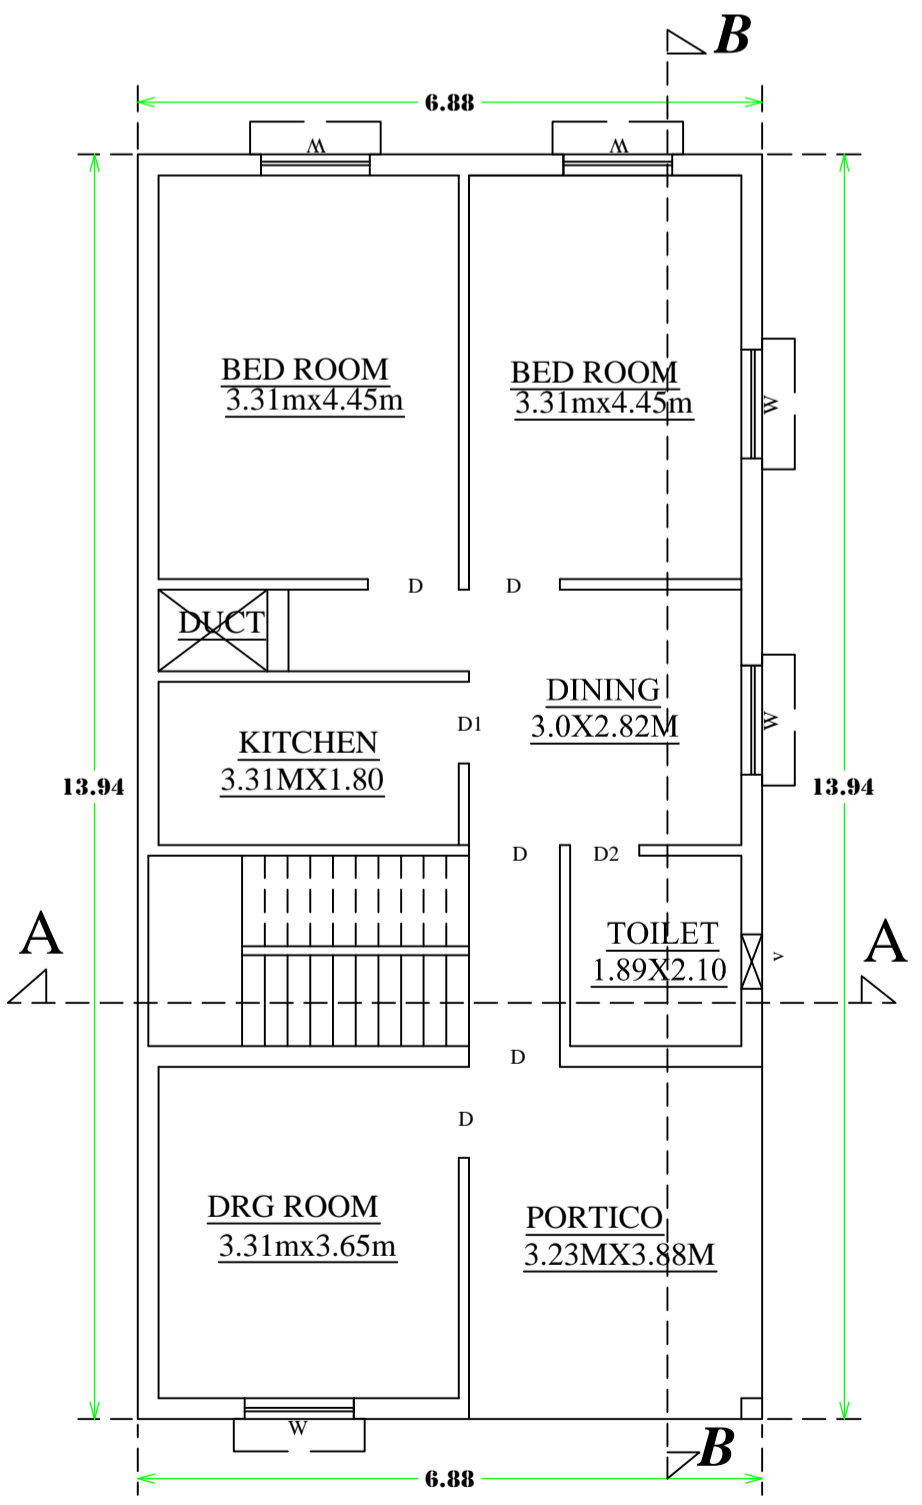 B
6.88
W
W
BED ROOM
3.31mx4.45m
BED ROOM
3.31mx4.45m
W
D
D
DUCT
DINING
3.0X2.82M
W
D1
KITCHEN
3.31MX1.80
13.94
13.94
D
D2
A
TOILET
1.89X2.10
v
A
D
D
DRG ROOM
3.31mx3.65m
PORTICO
3.23MX3.88M
W
B
6.88